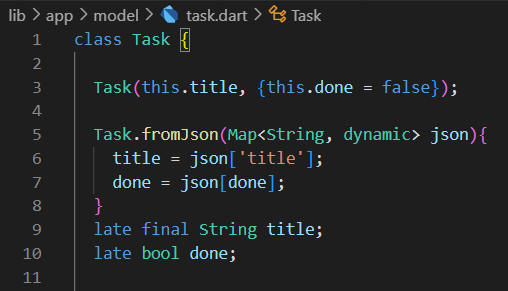 lib > app > model > task.dart > Task
1 class Task {
2
3 Task(this.title, {this.done = false});
4
5 Task.fromJson(Map<String, dynamic> json){
6 title = json['title'];
7 done = json[done];
8 }
9 late final String title;
10 late bool done;
11